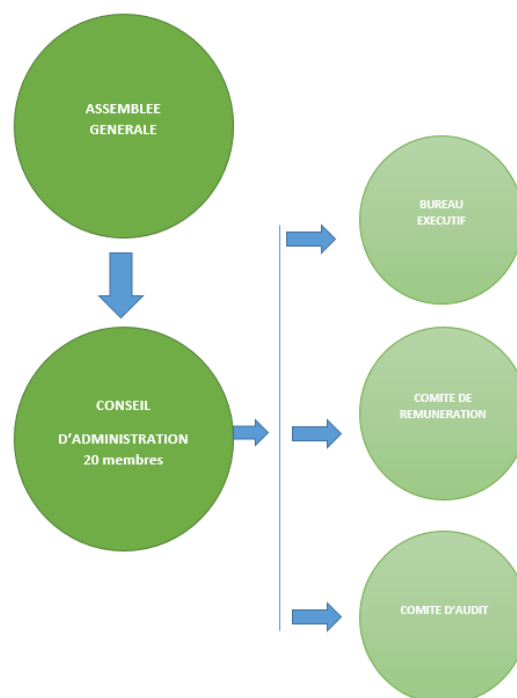 ASSEMBLEE
GENERALE
CONSEIL
D'ADMINISTRATION
20 membres
BUREAU
EXECUTIF
COMITE DE
REMUNERATION
COMITE D'AUDIT